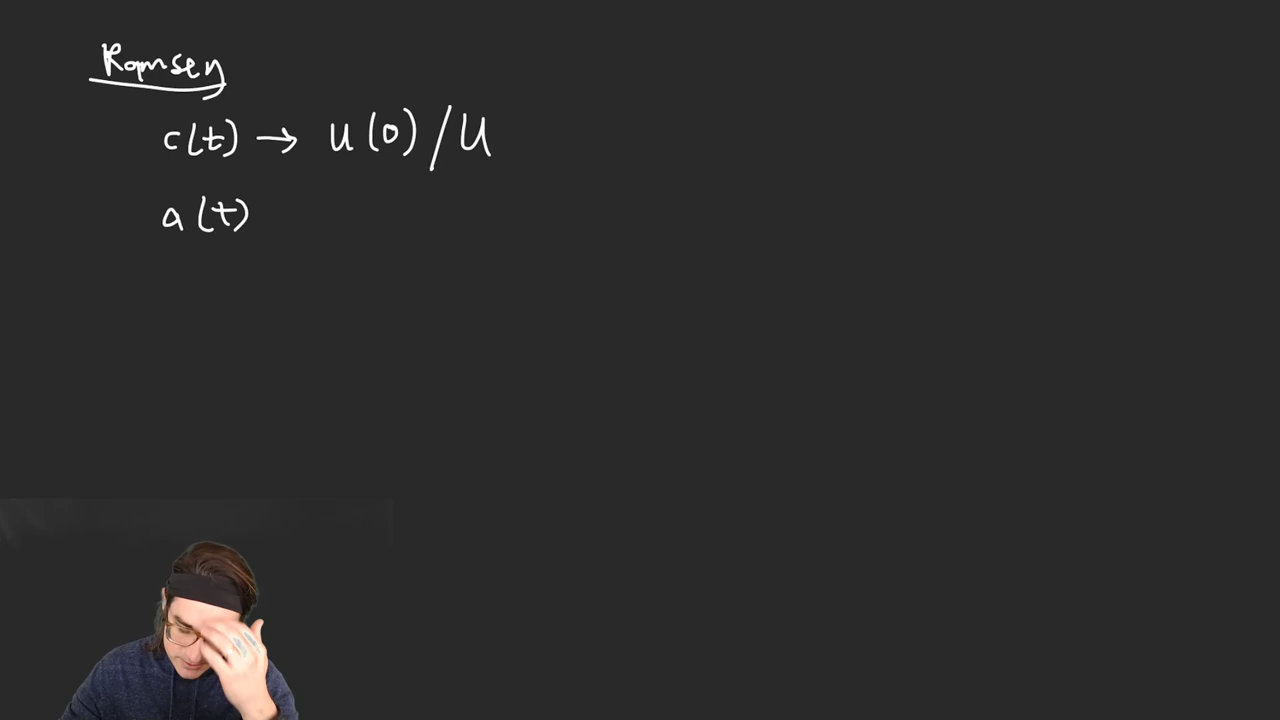 Ramsey
c(t) → u(0) / U
a(t)